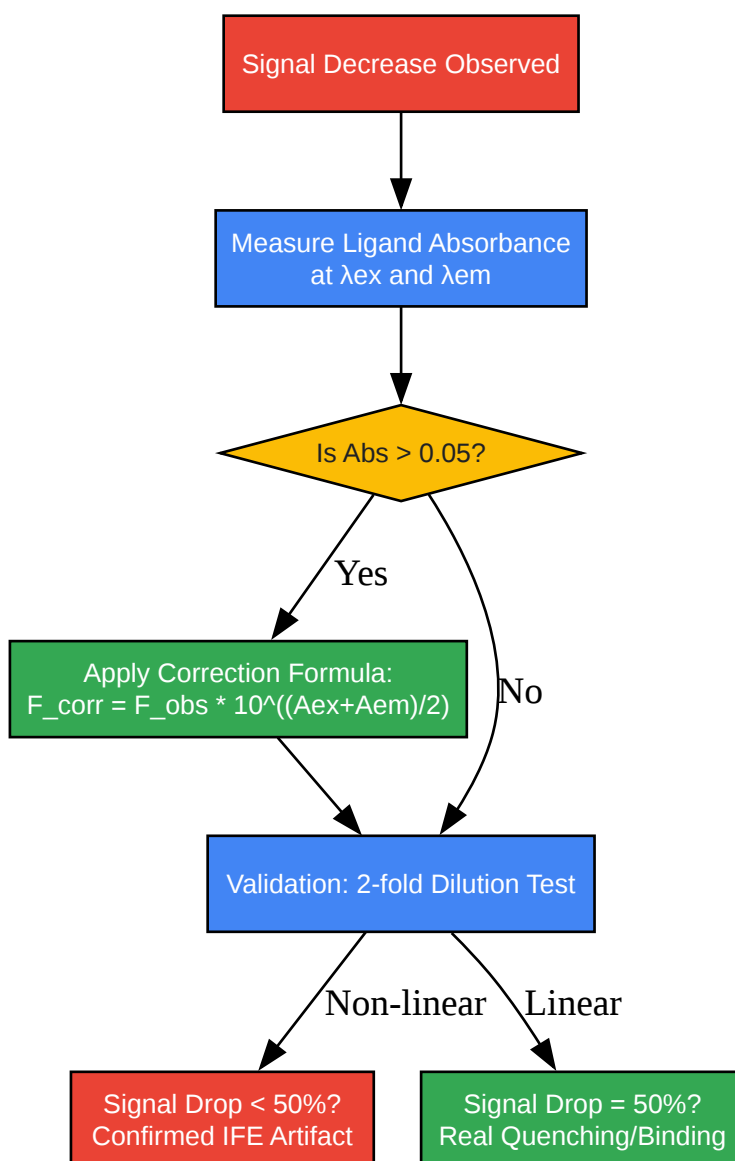 Signal Decrease Observed
Measure Ligand Absorbance
at λex and λem
Is Abs > 0.05?
Yes
Apply Correction Formula:
F_corr = F_obs * 10^((Aex+Aem)/2)
No
Validation: 2-fold Dilution Test
Non-linear
Linear
Signal Drop < 50%?
Confirmed IFE Artifact
Signal Drop = 50%?
Real Quenching/Binding